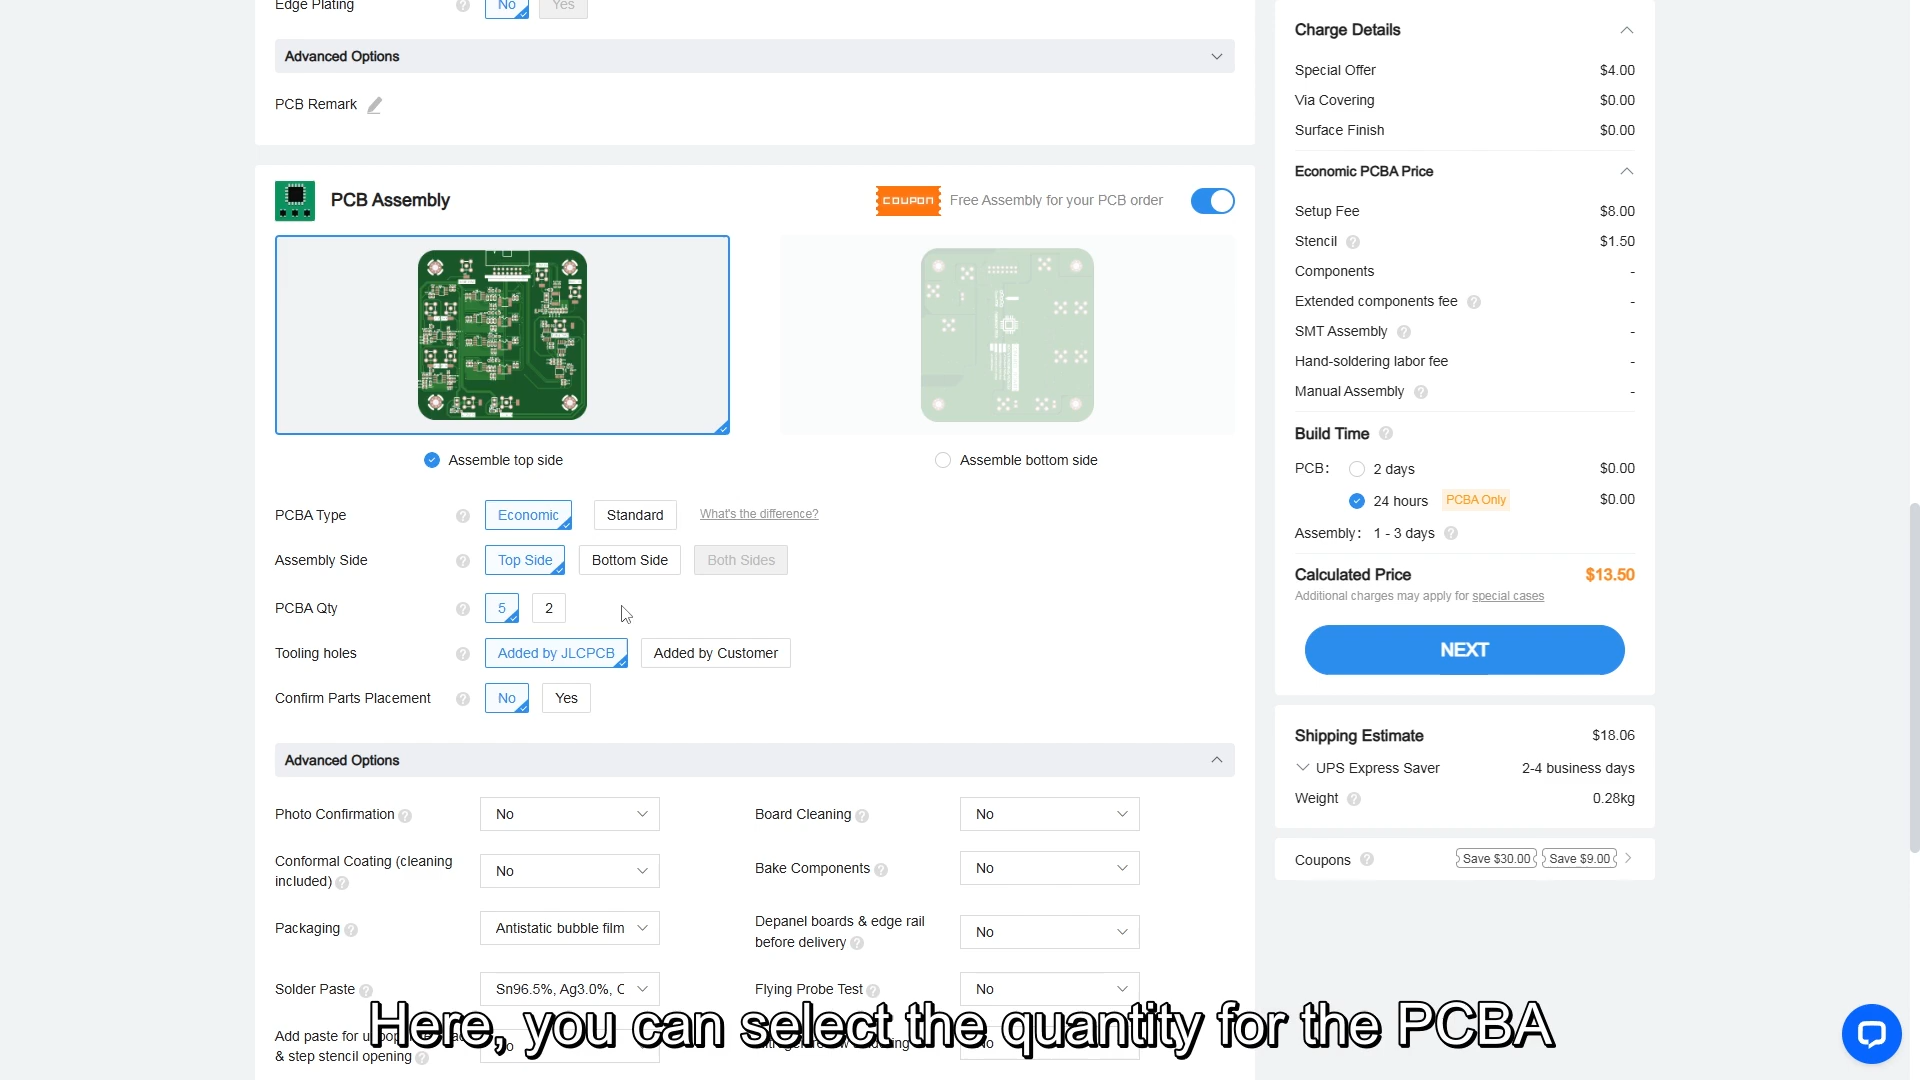 Edge Plating No Yes
Advanced Options
PCB Remark
PCB Assembly
COUPON Free Assembly for your PCB order
Assemble top side
Assemble bottom side
PCBA Type Economic Standard What's the difference?
Assembly Side Top Side Bottom Side Both Sides
PCBA Qty 5 2
Tooling holes Added by JLCPCB Added by Customer
Confirm Parts Placement No Yes
Advanced Options
Photo Confirmation No
Board Cleaning No
Conformal Coating (cleaning
included) No
Bake Components No
Packaging Antistatic bubble film
Depanel boards & edge rail
before delivery No
Solder Paste Sn96.5%, Ag3.0%, C
Flying Probe Test No
Add paste for
& step stencil opening
Here, you can select the quantity for the PCBA
Charge Details
Special Offer $4.00
Via Covering $0.00
Surface Finish $0.00
Economic PCBA Price
Setup Fee $8.00
Stencil $1.50
Components -
Extended components fee -
SMT Assembly -
Hand-soldering labor fee -
Manual Assembly -
Build Time
PCB: 2 days $0.00
24 hours PCBA Only $0.00
Assembly: 1 - 3 days
Calculated Price $13.50
Additional charges may apply for special cases
NEXT
Shipping Estimate $18.06
UPS Express Saver 2-4 business days
Weight 0.28kg
Coupons Save $30.00 Save $9.00